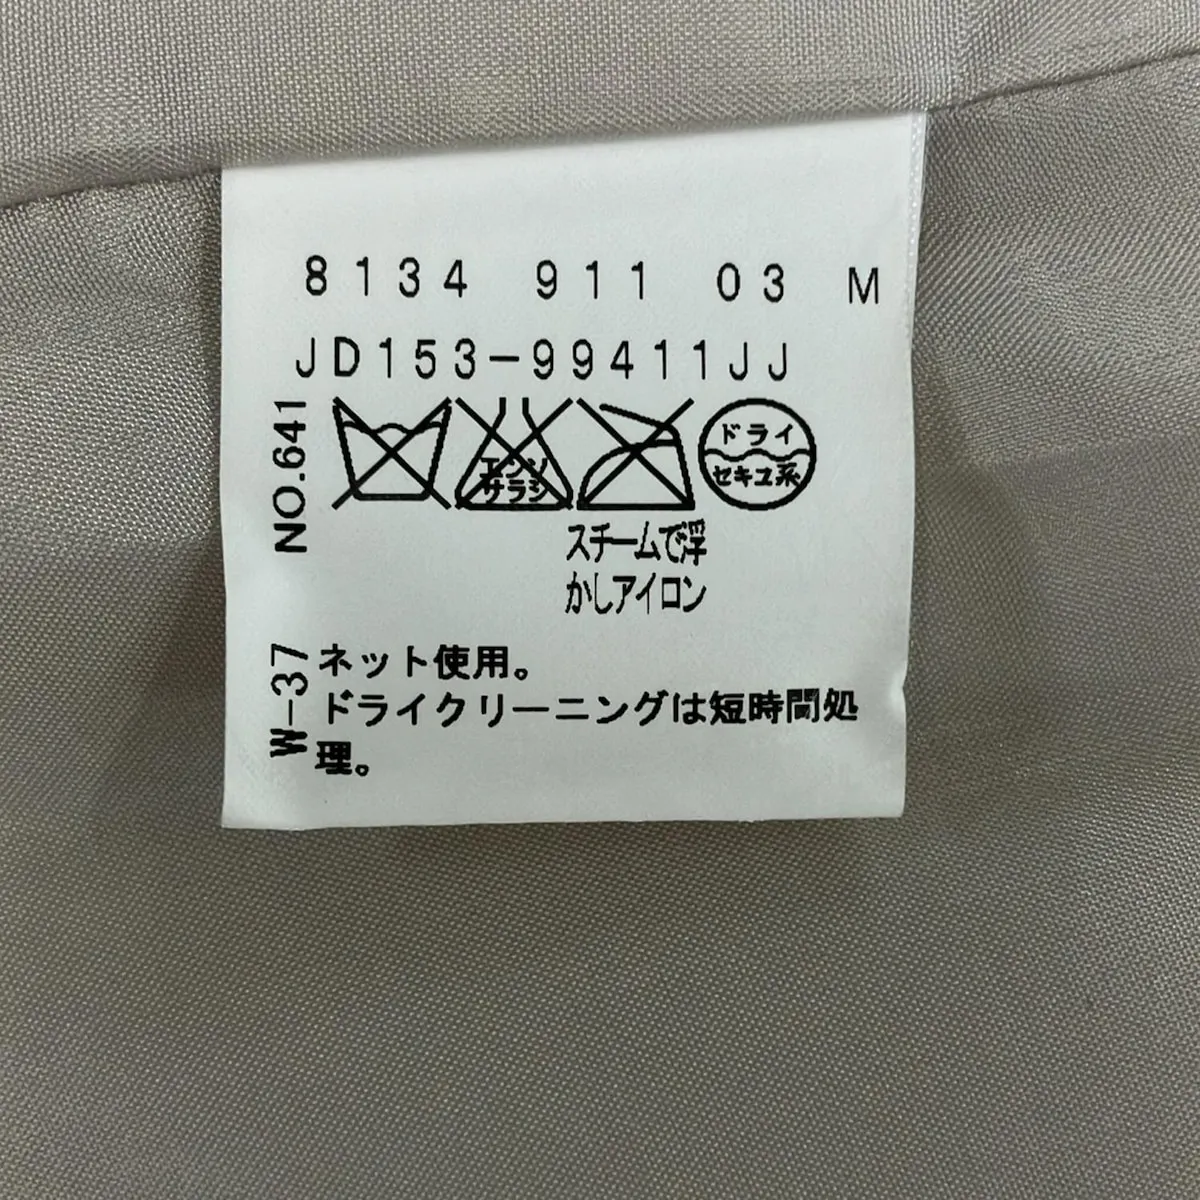 8134 911 03 M
JD153-99411JJ
NO.641
エンソ
サラシ
ドライ
セキユ系
スチームで浮
かしアイロン
W-37
ネット使用。
ドライクリーニングは短時間処
理。